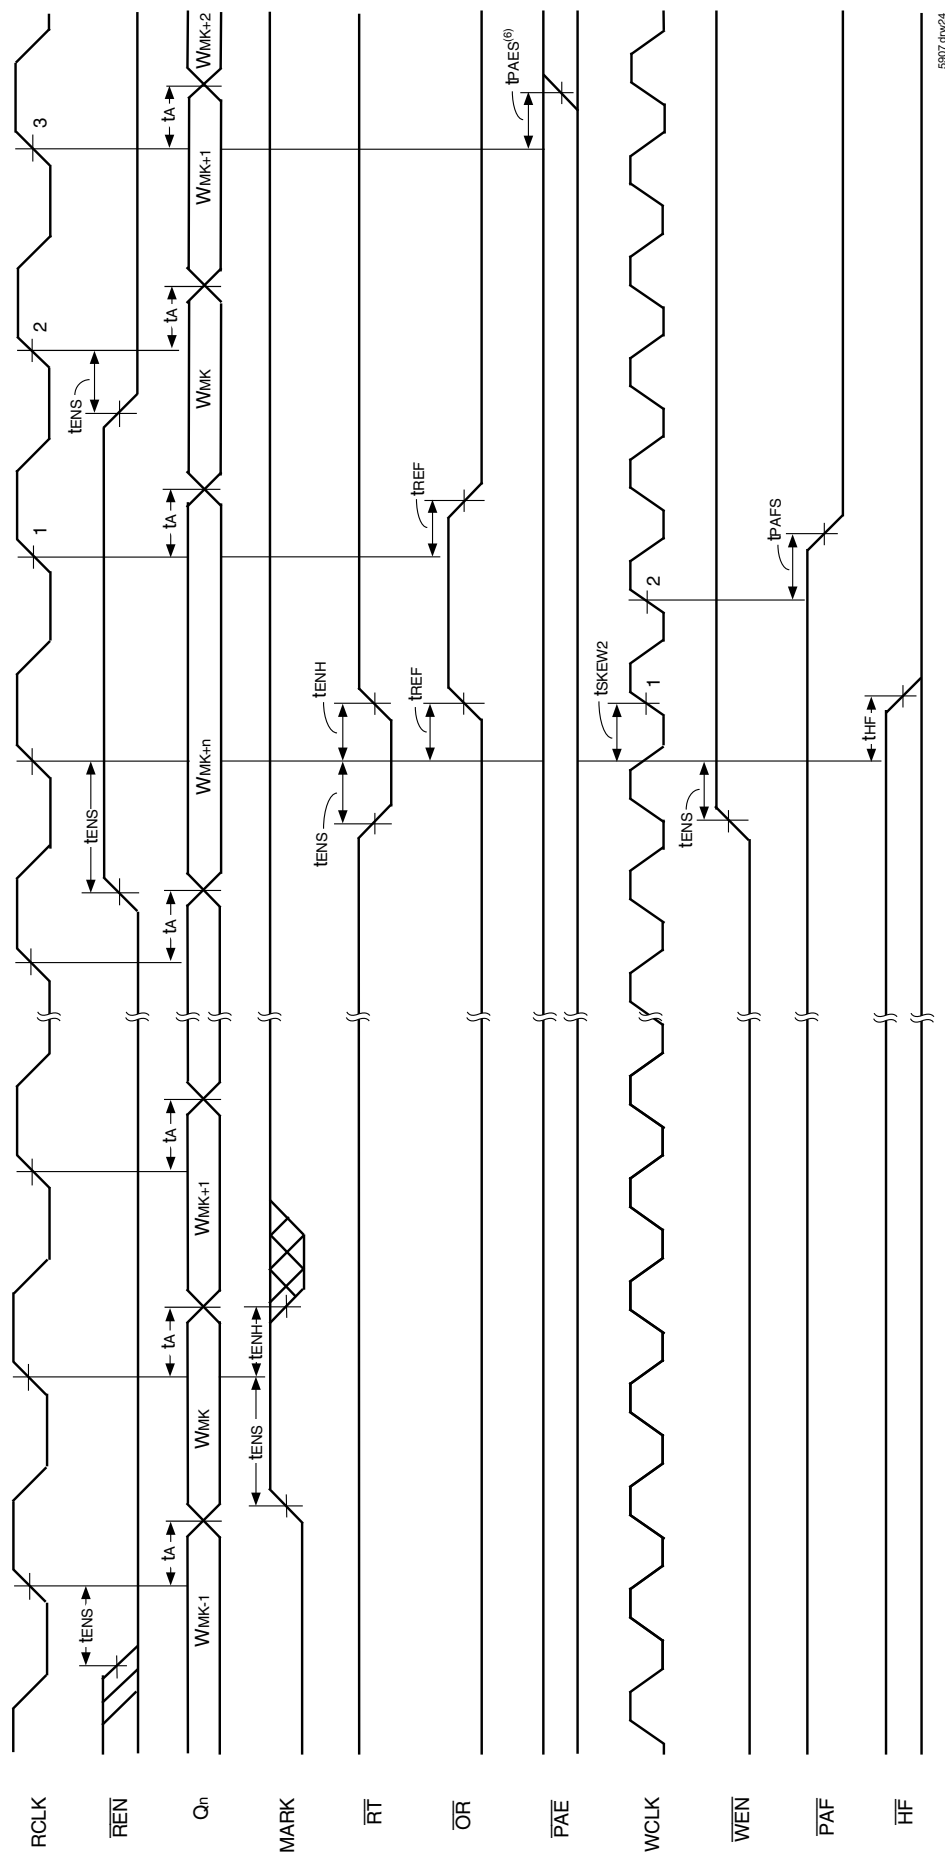 RCLK
1
2
3
REN
tENS
tENS
tENS
Qn
WMK-1
tA
WMK
tA
WMK+1
tA
tA
WMK+n
tA
WMK
tA
WMK+1
tA
WMK+2
MARK
tENS
tENH
RT
tENS
tENH
OR
tREF
tREF
PAE
tPAES(6)
WCLK
tSKEW2
1
2
WEN
tENS
PAF
tPAFS
HF
tHF
5907 drw24